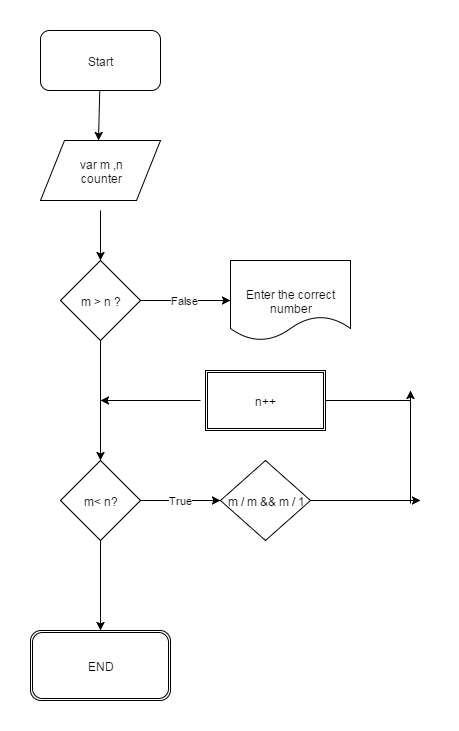 Start
var m ,n
counter
m > n ?
False
Enter the correct
number
n++
m< n?
True
m / m && m / 1
END